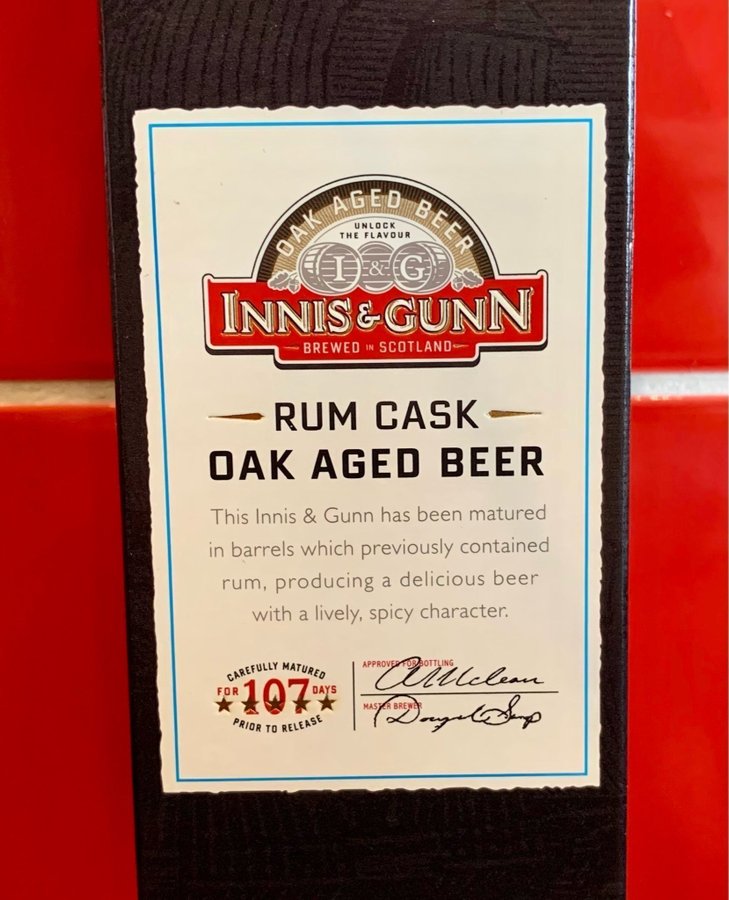 OAK AGED BEER
UNLOCK
THE FLAVOUR
I & G
INNIS & GUNN
BREWED IN SCOTLAND
RUM CASK
OAK AGED BEER
This Innis & Gunn has been matured
in barrels which previously contained
rum, producing a delicious beer
with a lively, spicy character.
CAREFULLY MATURED
FOR 107 DAYS
PRIOR TO RELEASE
APPROVED FOR BOTTLING
MASTER BREWER